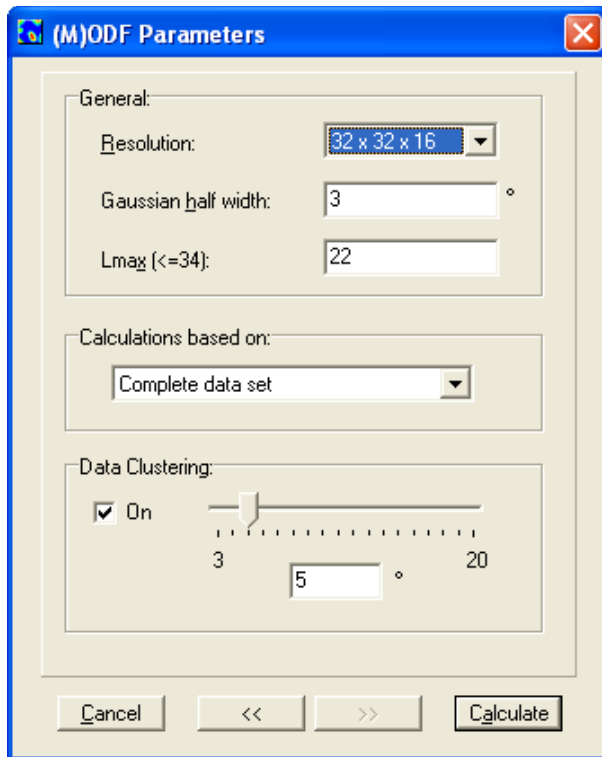 (M)ODF Parameters
General:
Resolution: 32 x 32 x 16
Gaussian half width: 3 °
Lmax (<=34): 22
Calculations based on:
Complete data set
Data Clustering:
On
3 20
5 °
Cancel << >> Calculate